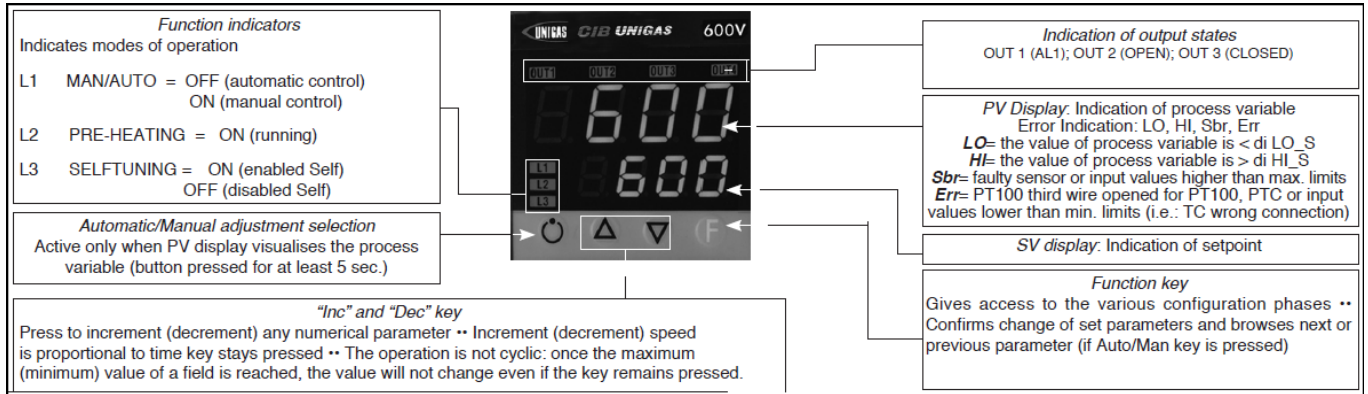 Function indicators
Indicates modes of operation
L1 MAN/AUTO = OFF (automatic control)
ON (manual control)
L2 PRE-HEATING = ON (running)
L3 SELFTUNING = ON (enabled Self)
OFF (disabled Self)
Automatic/Manual adjustment selection
Active only when PV display visualises the process
variable (button pressed for at least 5 sec.)
"Inc" and "Dec" key
Press to increment (decrement) any numerical parameter •• Increment (decrement) speed
is proportional to time key stays pressed •• The operation is not cyclic: once the maximum
(minimum) value of a field is reached, the value will not change even if the key remains pressed.
UNIGAS CIB UNIGAS 600V
OUT1 OUT2 OUT3
600
L1
L2
L3
600
F
Indication of output states
OUT 1 (AL1); OUT 2 (OPEN); OUT 3 (CLOSED)
PV Display: Indication of process variable
Error Indication: LO, HI, Sbr, Err
LO= the value of process variable is < di LO_S
HI= the value of process variable is > di HI_S
Sbr= faulty sensor or input values higher than max. limits
Err= PT100 third wire opened for PT100, PTC or input
values lower than min. limits (i.e.: TC wrong connection)
SV display: Indication of setpoint
Function key
Gives access to the various configuration phases ••
Confirms change of set parameters and browses next or
previous parameter (if Auto/Man key is pressed)